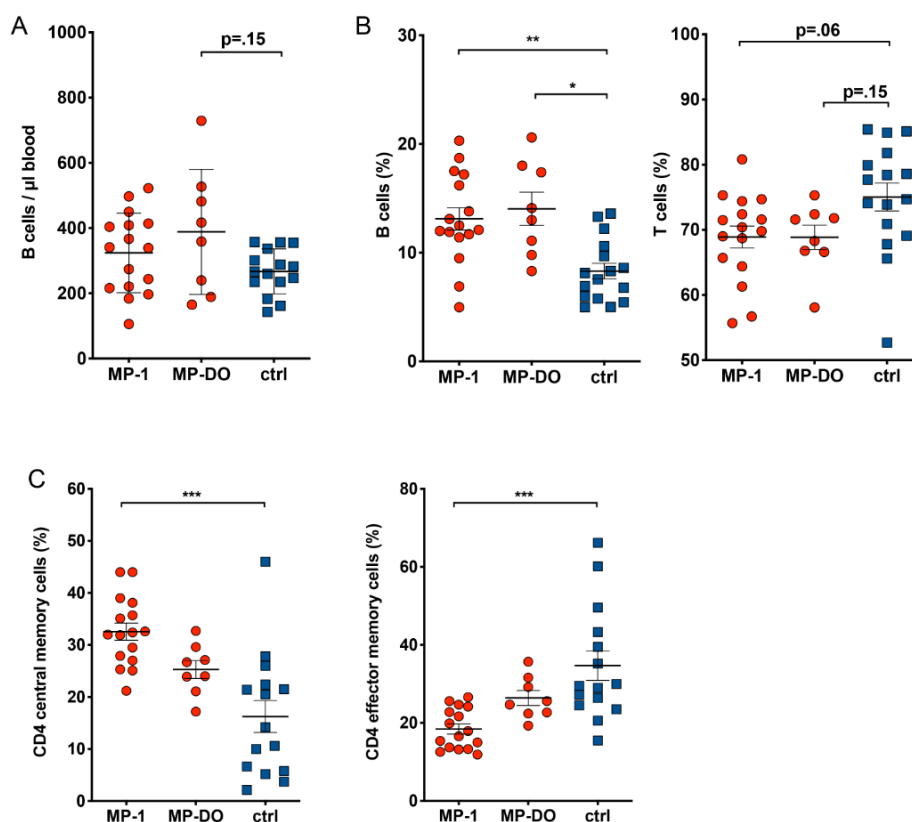 A
B cells / µl blood
1000
800
600
400
200
0
p=.15
MP-1 MP-DO ctrl
B
B cells (%)
30
20
10
0
**
*
MP-1 MP-DO ctrl
T cells (%)
100
90
80
70
60
50
p=.06
p=.15
MP-1 MP-DO ctrl
C
CD4 central memory cells (%)
60
50
40
30
20
10
0
***
MP-1 MP-DO ctrl
CD4 effector memory cells (%)
80
60
40
20
0
***
MP-1 MP-DO ctrl